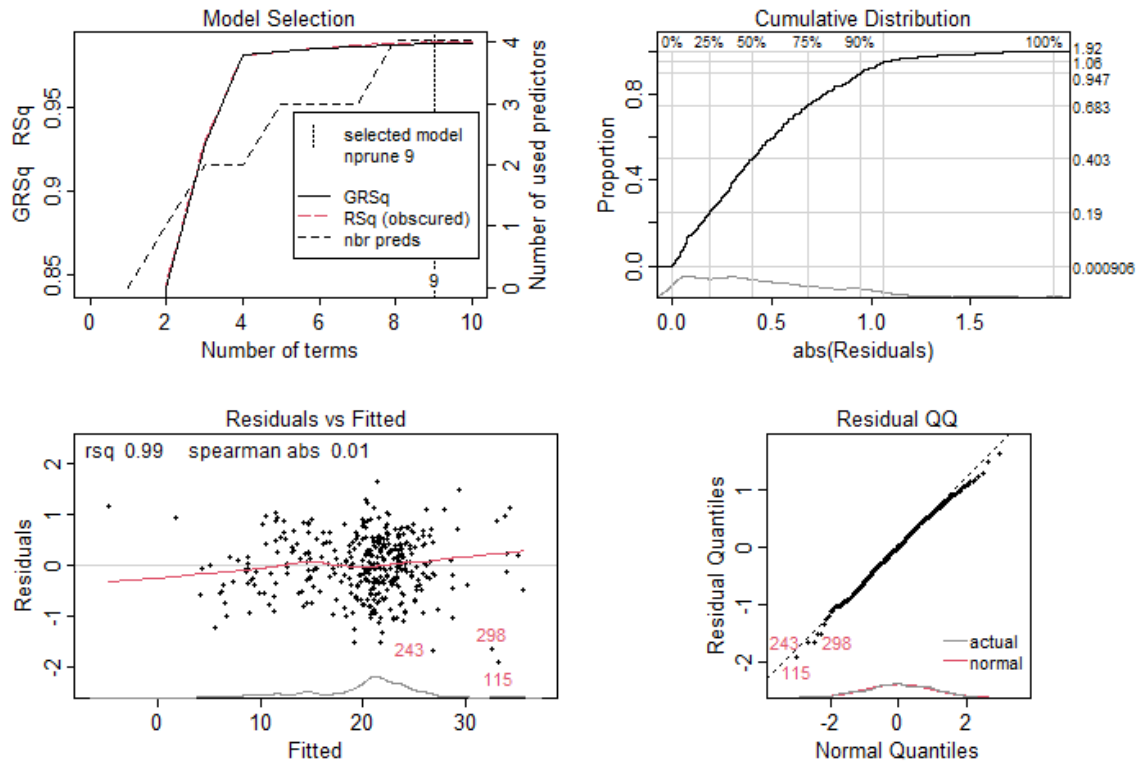 Model Selection
GRSq RSq
0.85 0.9 0.95
0 2 4 6 8 10
Number of terms
0 1 2 3 4
Number of used predictors
selected model
nprune 9
GRSq
RSq (obscured)
nbr preds
9
Cumulative Distribution
0% 25% 50% 75% 90% 100%
Proportion
0.0 0.4 0.8
1.92
1.06
0.947
0.683
0.403
0.19
0.000906
0.0 0.5 1.0 1.5
abs(Residuals)
Residuals vs Fitted
rsq 0.99 spearman abs 0.01
Residuals
-2 -1 0 1 2
243
298
115
0 10 20 30
Fitted
Residual QQ
Residual Quantiles
-2 -1 0 1
243 298
115
actual
normal
-2 0 2
Normal Quantiles